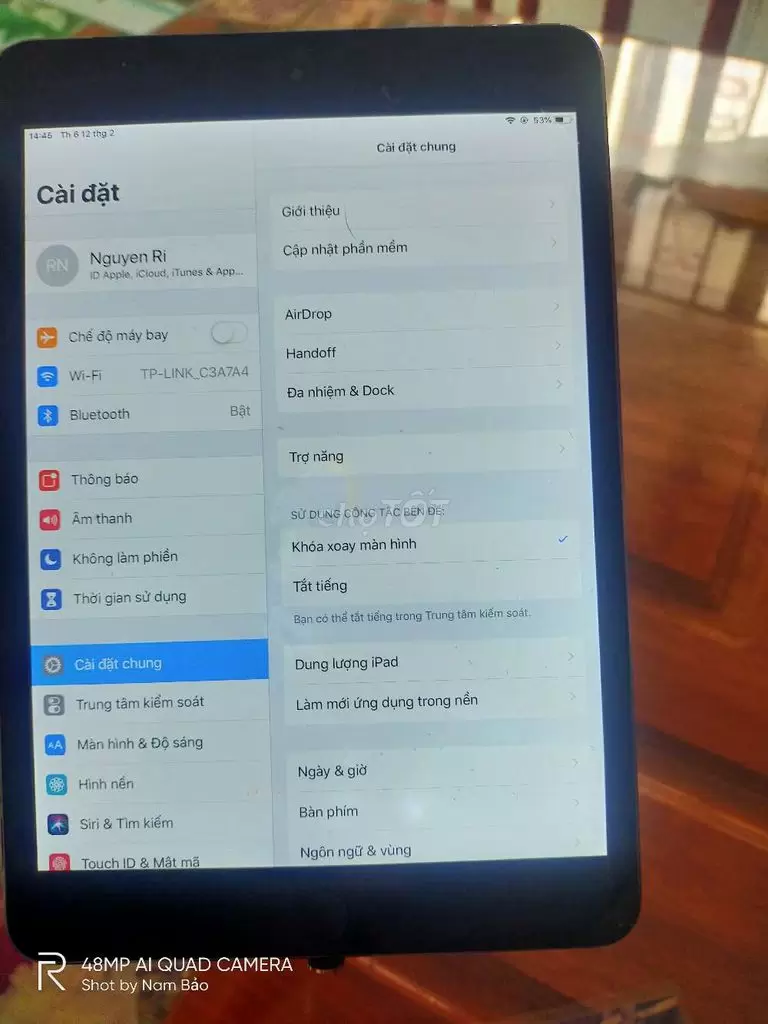 14:45 Th 6 12 thg 2
53%
Cài đặt
Nguyen Ri
RN
ID Apple, iCloud, iTunes & App...
Chế độ máy bay
Wi-Fi TP-LINK_C3A7A4
Bluetooth Bật
Thông báo
Âm thanh
Không làm phiền
Thời gian sử dụng
Cài đặt chung
Trung tâm kiểm soát
AA Màn hình & Độ sáng
Hình nền
Siri & Tìm kiếm
Touch ID & Mật mã
Cài đặt chung
Giới thiệu
Cập nhật phần mềm
AirDrop
Handoff
Đa nhiệm & Dock
Trợ năng
SỬ DỤNG CÔNG TẮC BÊN ĐỂ:
chợTỐT
Khóa xoay màn hình
Tắt tiếng
Bạn có thể tắt tiếng trong Trung tâm kiểm soát.
Dung lượng iPad
Làm mới ứng dụng trong nền
Ngày & giờ
Bàn phím
Ngôn ngữ & vùng
R 48MP AI QUAD CAMERA
Shot by Nam Bảo